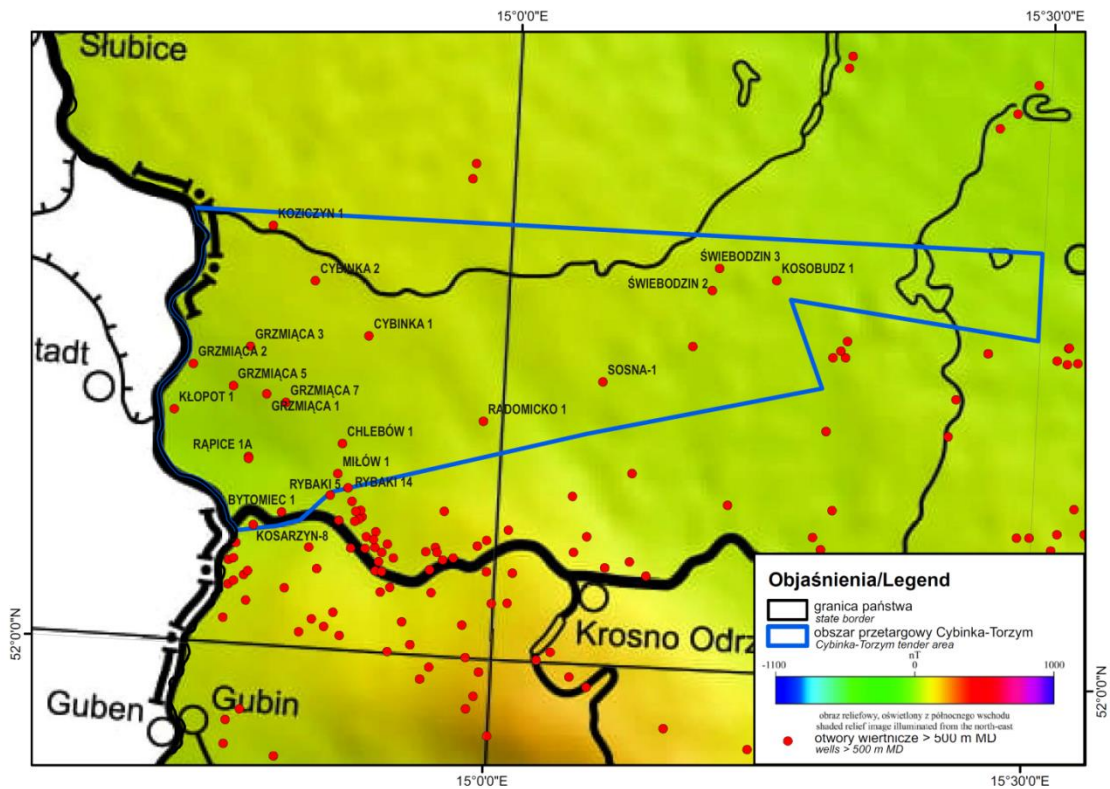 15°0'0"E
15°30'0"E
Słubice
KOZICZYN 1
CYBINKA 2
ŚWIEBODZIN 3
KOSOBUDZ 1
ŚWIEBODZIN 2
CYBINKA 1
GRZMIĄCA 3
tadt
GRZMIĄCA 2
GRZMIĄCA 5
SOSNA-1
KŁOPOT 1
GRZMIĄCA 7
GRZMIĄCA 1
RADOMICKO 1
CHLEBÓW 1
RĄPICE 1A
MIŁÓW 1
RYBAKI 5
RYBAKI 14
BYTOMIEC 1
KOSARZYN-8
52°0'0"N
Krosno Odrz
Guben
Gubin
Objaśnienia/Legend
granica państwa
state border
obszar przetargowy Cybinka-Torzym
Cybinka-Torzym tender area
nT
-1100
0
1000
obraz reliefowy, oświetlony z północnego wschodu
shaded relief image illuminated from the north-east
otwory wiertnicze > 500 m MD
wells > 500 m MD
52°0'0"N
15°0'0"E
15°30'0"E